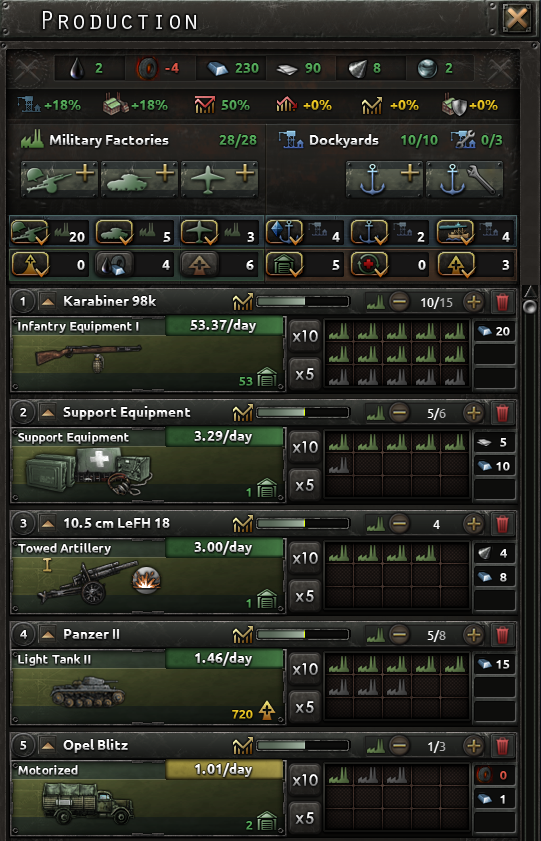 PRODUCTION
2 -4 230 90 8 2
+18% +18% 50% +0% +0% +0%
Military Factories 28/28 Dockyards 10/10 0/3
20 5 3 4 2 4
0 4 6 5 0 3
1 Karabiner 98k 10/15
Infantry Equipment I 53.37/day x10 20
53 x5
2 Support Equipment 5/6
Support Equipment 3.29/day x10 5
10
1 x5
3 10.5 cm LeFH 18 4
Towed Artillery 3.00/day x10 4
8
1 x5
4 Panzer II 5/8
Light Tank II 1.46/day x10 15
720 x5
5 Opel Blitz 1/3
Motorized 1.01/day x10 0
1
2 x5